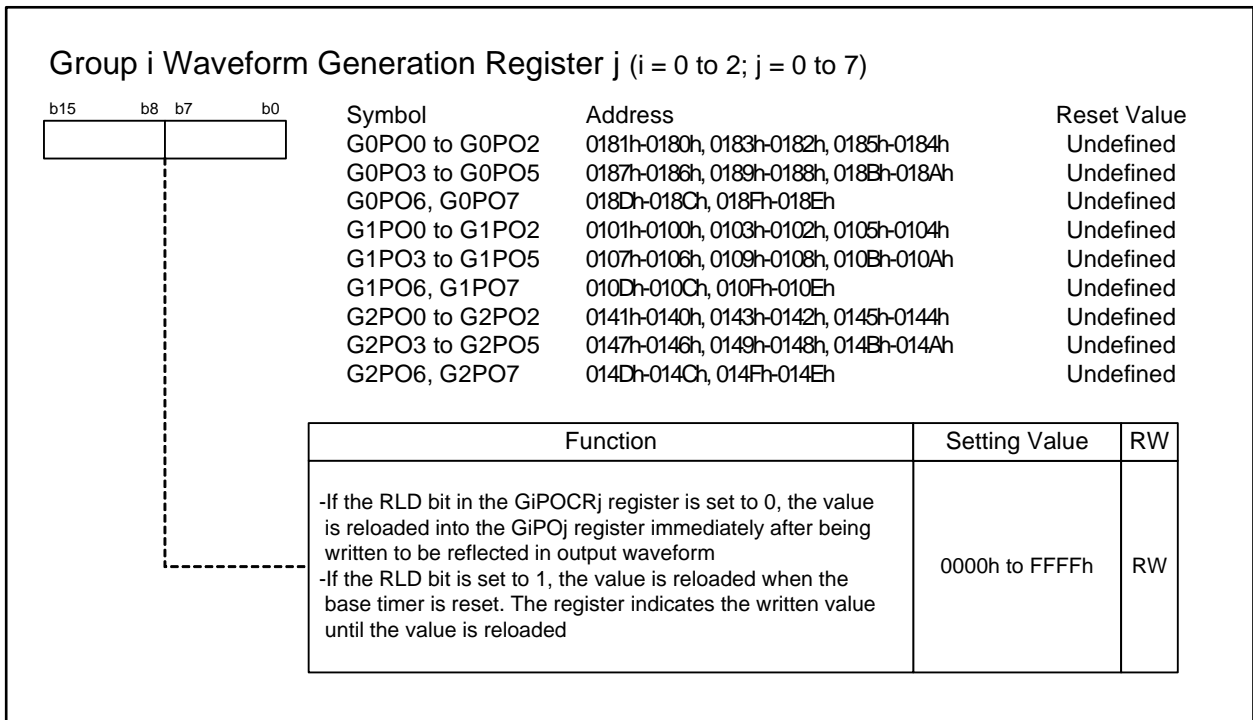 Group i Waveform Generation Register j (i = 0 to 2; j = 0 to 7)
b15 b8 b7 b0
Symbol Address Reset Value
G0PO0 to G0PO2 0181h-0180h, 0183h-0182h, 0185h-0184h Undefined
G0PO3 to G0PO5 0187h-0186h, 0189h-0188h, 018Bh-018Ah Undefined
G0PO6, G0PO7 018Dh-018Ch, 018Fh-018Eh Undefined
G1PO0 to G1PO2 0101h-0100h, 0103h-0102h, 0105h-0104h Undefined
G1PO3 to G1PO5 0107h-0106h, 0109h-0108h, 010Bh-010Ah Undefined
G1PO6, G1PO7 010Dh-010Ch, 010Fh-010Eh Undefined
G2PO0 to G2PO2 0141h-0140h, 0143h-0142h, 0145h-0144h Undefined
G2PO3 to G2PO5 0147h-0146h, 0149h-0148h, 014Bh-014Ah Undefined
G2PO6, G2PO7 014Dh-014Ch, 014Fh-014Eh Undefined
Function Setting Value RW
-If the RLD bit in the GiPOCRj register is set to 0, the value
is reloaded into the GiPOj register immediately after being
written to be reflected in output waveform
-If the RLD bit is set to 1, the value is reloaded when the
base timer is reset. The register indicates the written value
until the value is reloaded
0000h to FFFFh RW